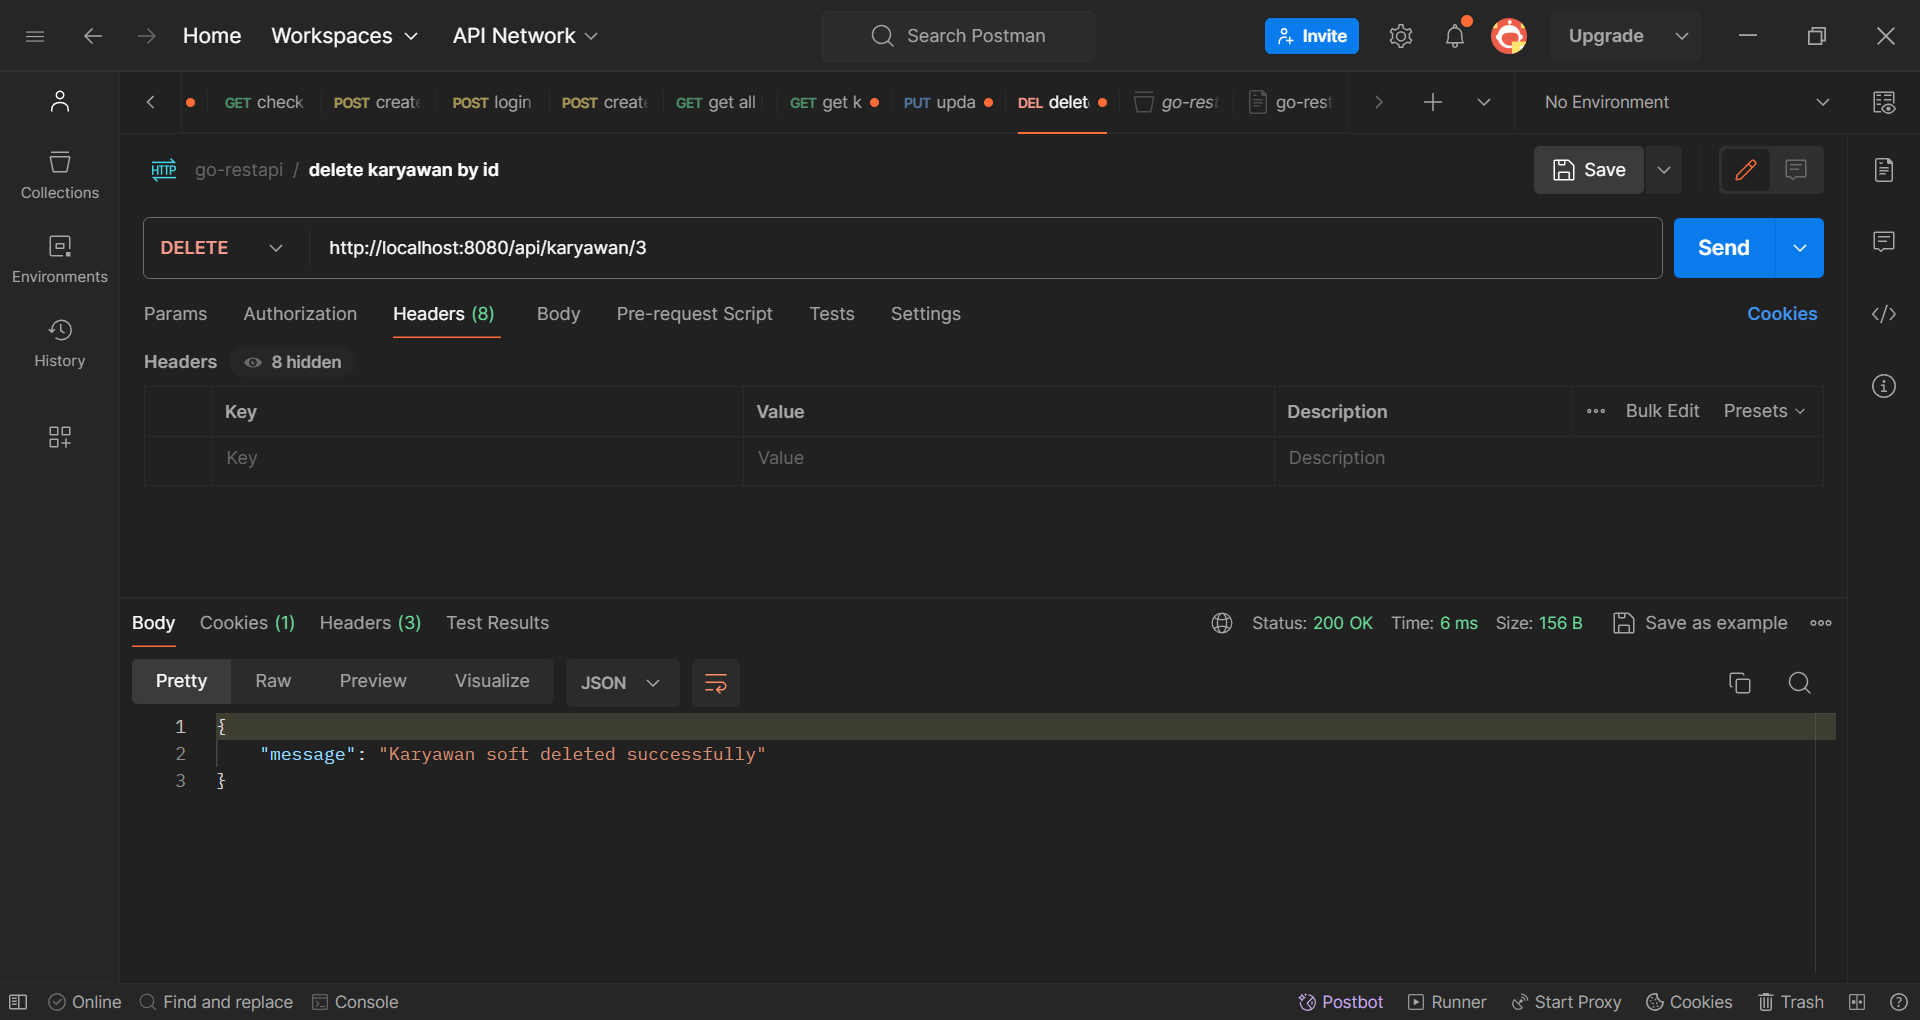 Home Workspaces API Network Search Postman Invite Upgrade
GET check POST create POST login POST create GET get all GET get k PUT upda DEL delet go-rest go-rest No Environment
HTTP go-restapi / delete karyawan by id Save
Collections
DELETE http://localhost:8080/api/karyawan/3 Send
Environments
Params Authorization Headers (8) Body Pre-request Script Tests Settings Cookies
History
Headers 8 hidden
Key Value Description Bulk Edit Presets
Key Value Description
Body Cookies (1) Headers (3) Test Results Status: 200 OK Time: 6 ms Size: 156 B Save as example
Pretty Raw Preview Visualize JSON
1 {
2 "message": "Karyawan soft deleted successfully"
3 }
Online Find and replace Console Postbot Runner Start Proxy Cookies Trash